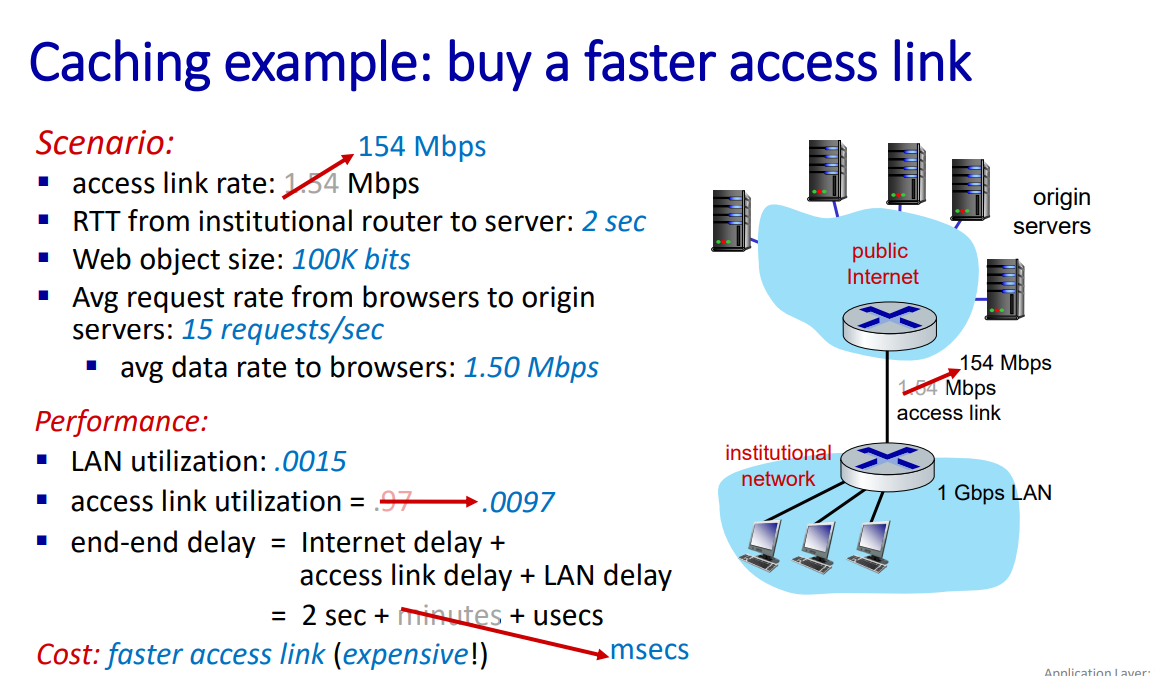 Caching example: buy a faster access link
Scenario:
154 Mbps
access link rate: 1.54 Mbps
RTT from institutional router to server: 2 sec
Web object size: 100K bits
Avg request rate from browsers to origin
servers: 15 requests/sec
avg data rate to browsers: 1.50 Mbps
Performance:
LAN utilization: .0015
access link utilization = .97 .0097
end-end delay = Internet delay +
access link delay + LAN delay
= 2 sec + minutes + usecs
msecs
Cost: faster access link (expensive!)
origin
servers
public
Internet
154 Mbps
1.54 Mbps
access link
institutional
network
1 Gbps LAN
Application Layer: